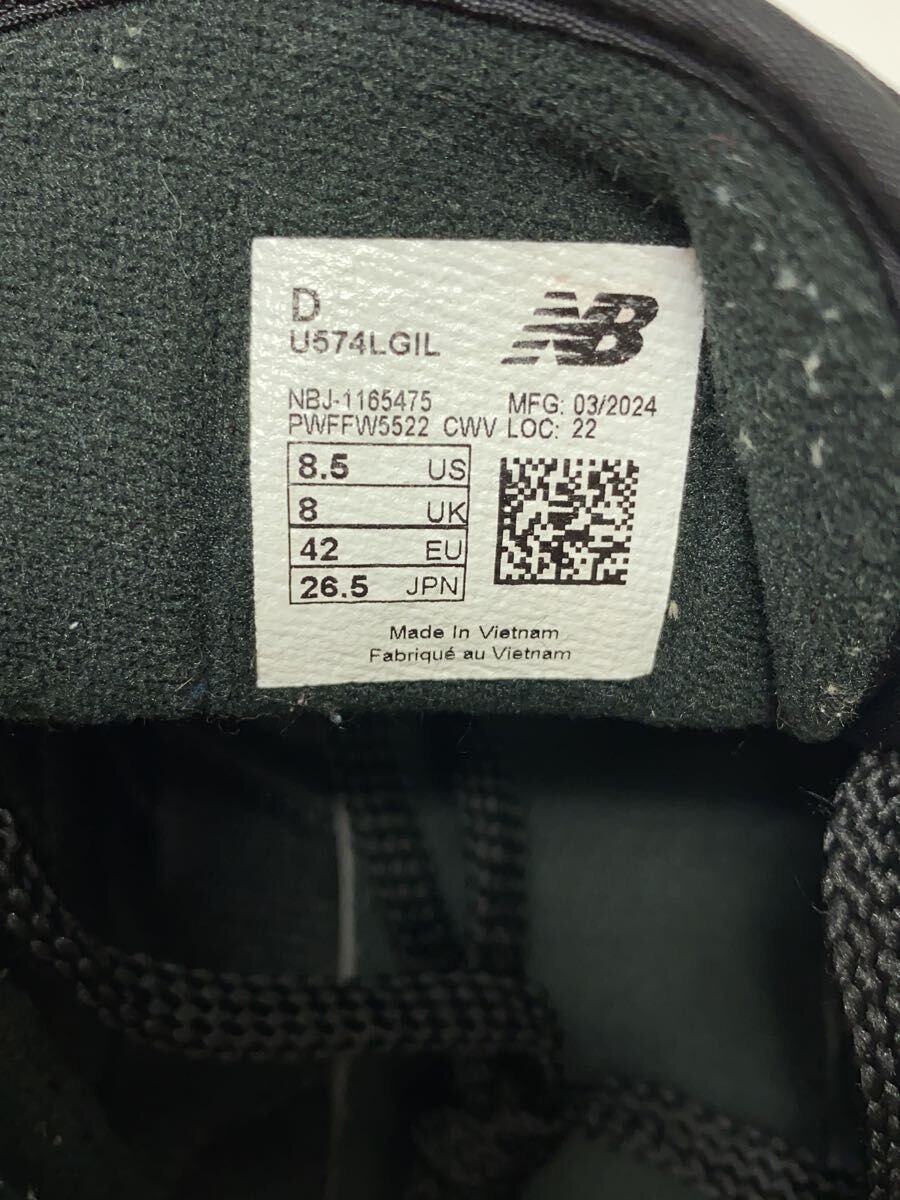 D
NB
U574LGIL
NBJ-1165475 MFG: 03/2024
PWFFW5522 CWV LOC: 22
8.5 US
8 UK
42 EU
26.5 JPN
Made In Vietnam
Fabriqué au Vietnam